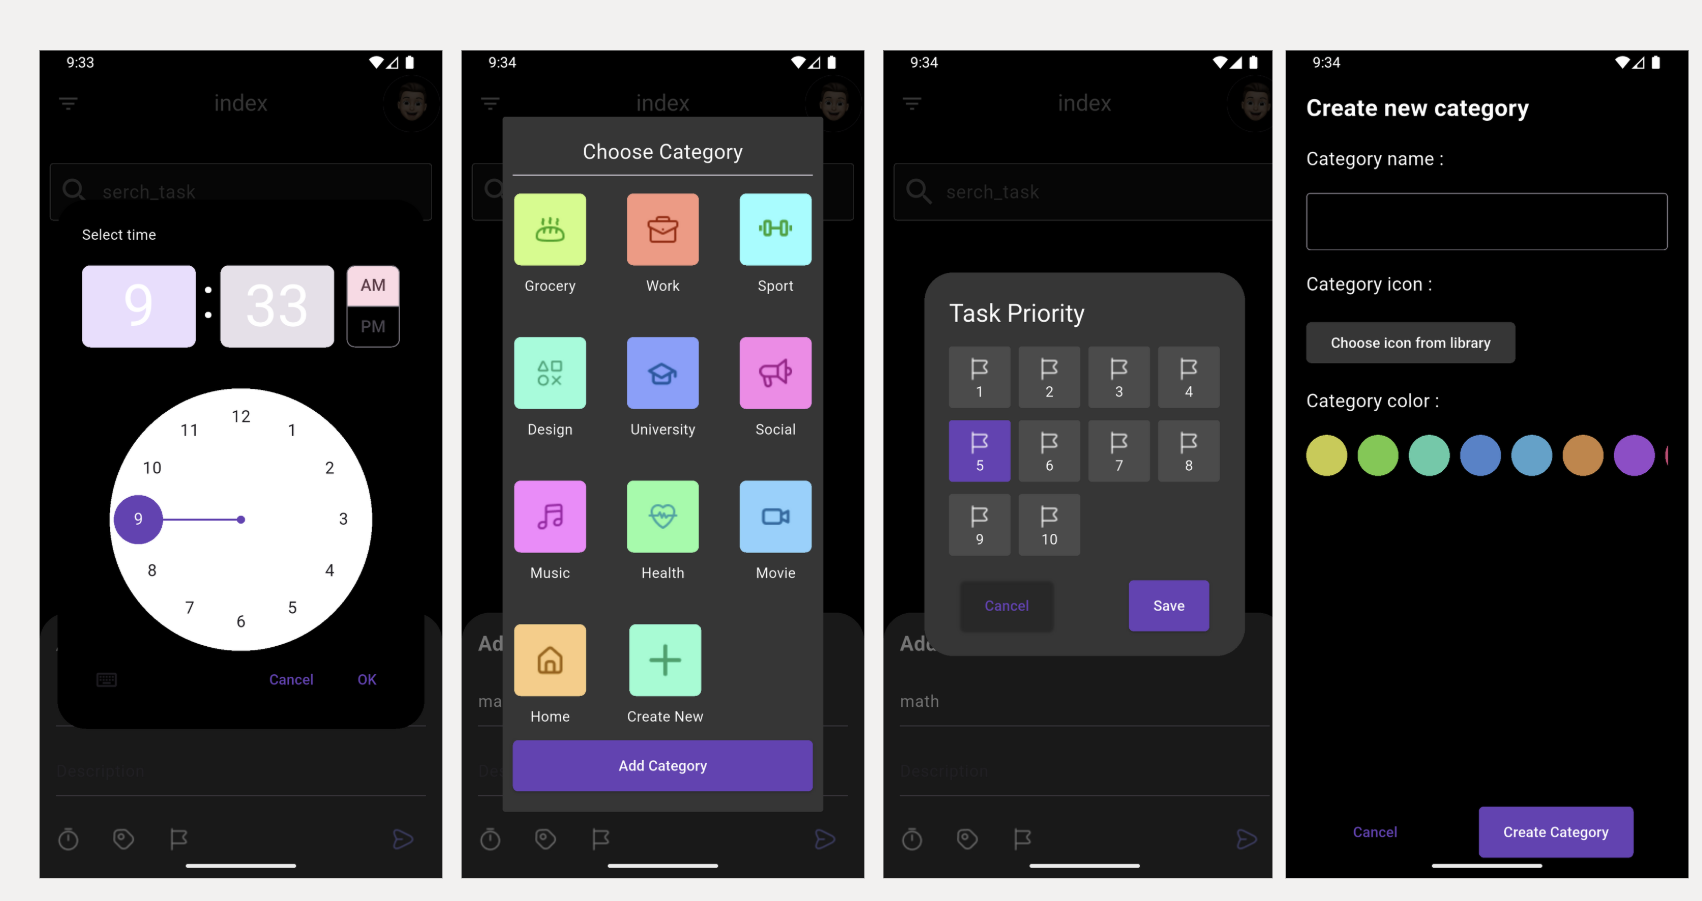 9:33
index
serch_task
Select time
9 : 33
AM
PM
12
11 1
10 2
9 3
8 4
7 5
6
Cancel OK
Description
9:34
index
Choose Category
Grocery Work Sport
Design University Social
Music Health Movie
Home Create New
Add Category
Ad
ma
De
9:34
index
serch_task
Task Priority
1 2 3 4
5 6 7 8
9 10
Cancel Save
Add
math
Description
9:34
Create new category
Category name :
Category icon :
Choose icon from library
Category color :
Cancel Create Category